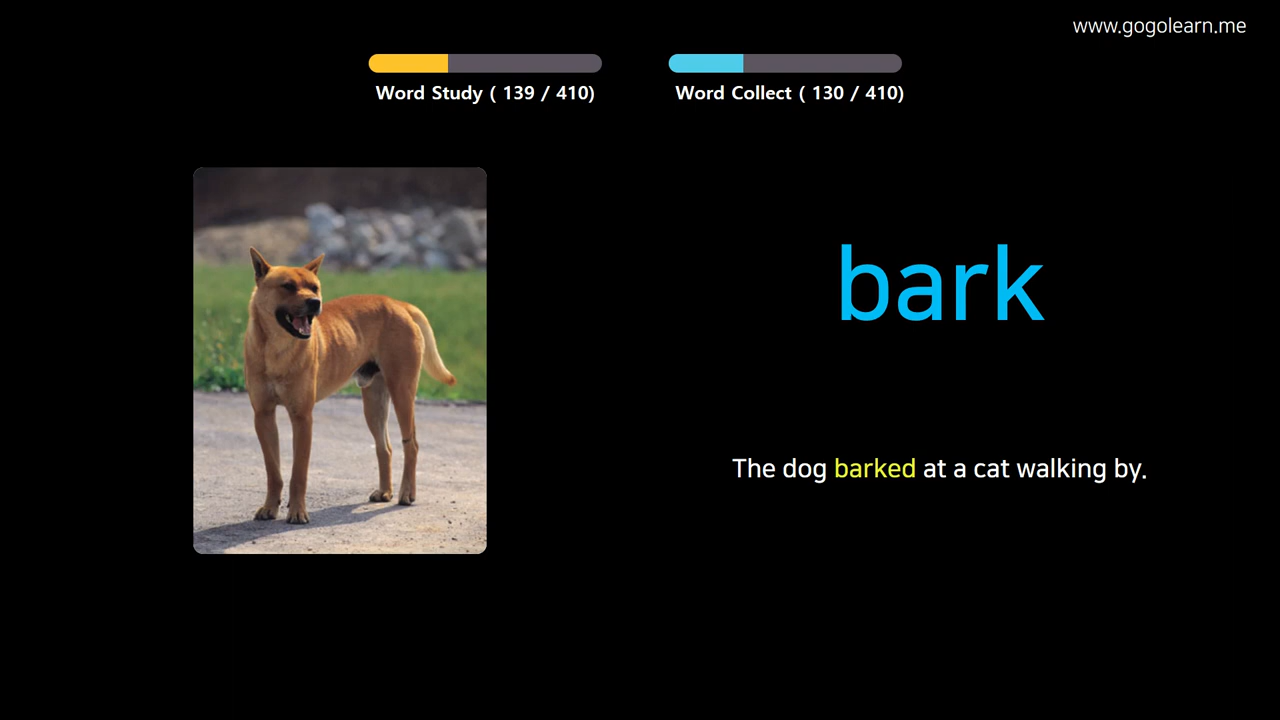 www.gogolearn.me
Word Study ( 139 / 410)
Word Collect ( 130 / 410)
bark
The dog barked at a cat walking by.